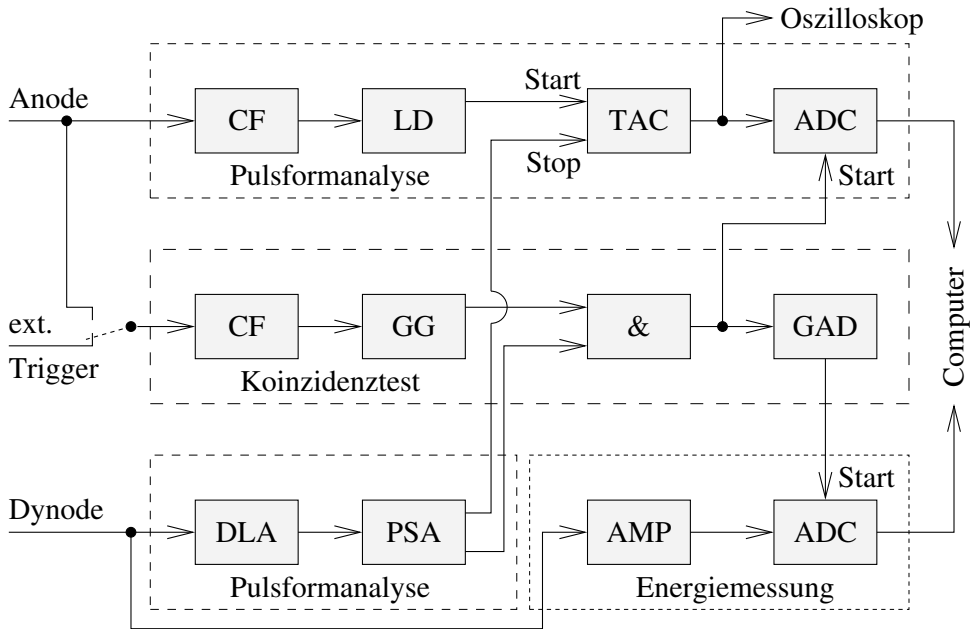 Oszilloskop
Anode
CF
LD
Start
Stop
TAC
ADC
Pulsformanalyse
Start
ext.
Trigger
CF
GG
&
GAD
Koinzidenztest
Computer
Dynode
DLA
PSA
AMP
Start
ADC
Pulsformanalyse
Energiemessung